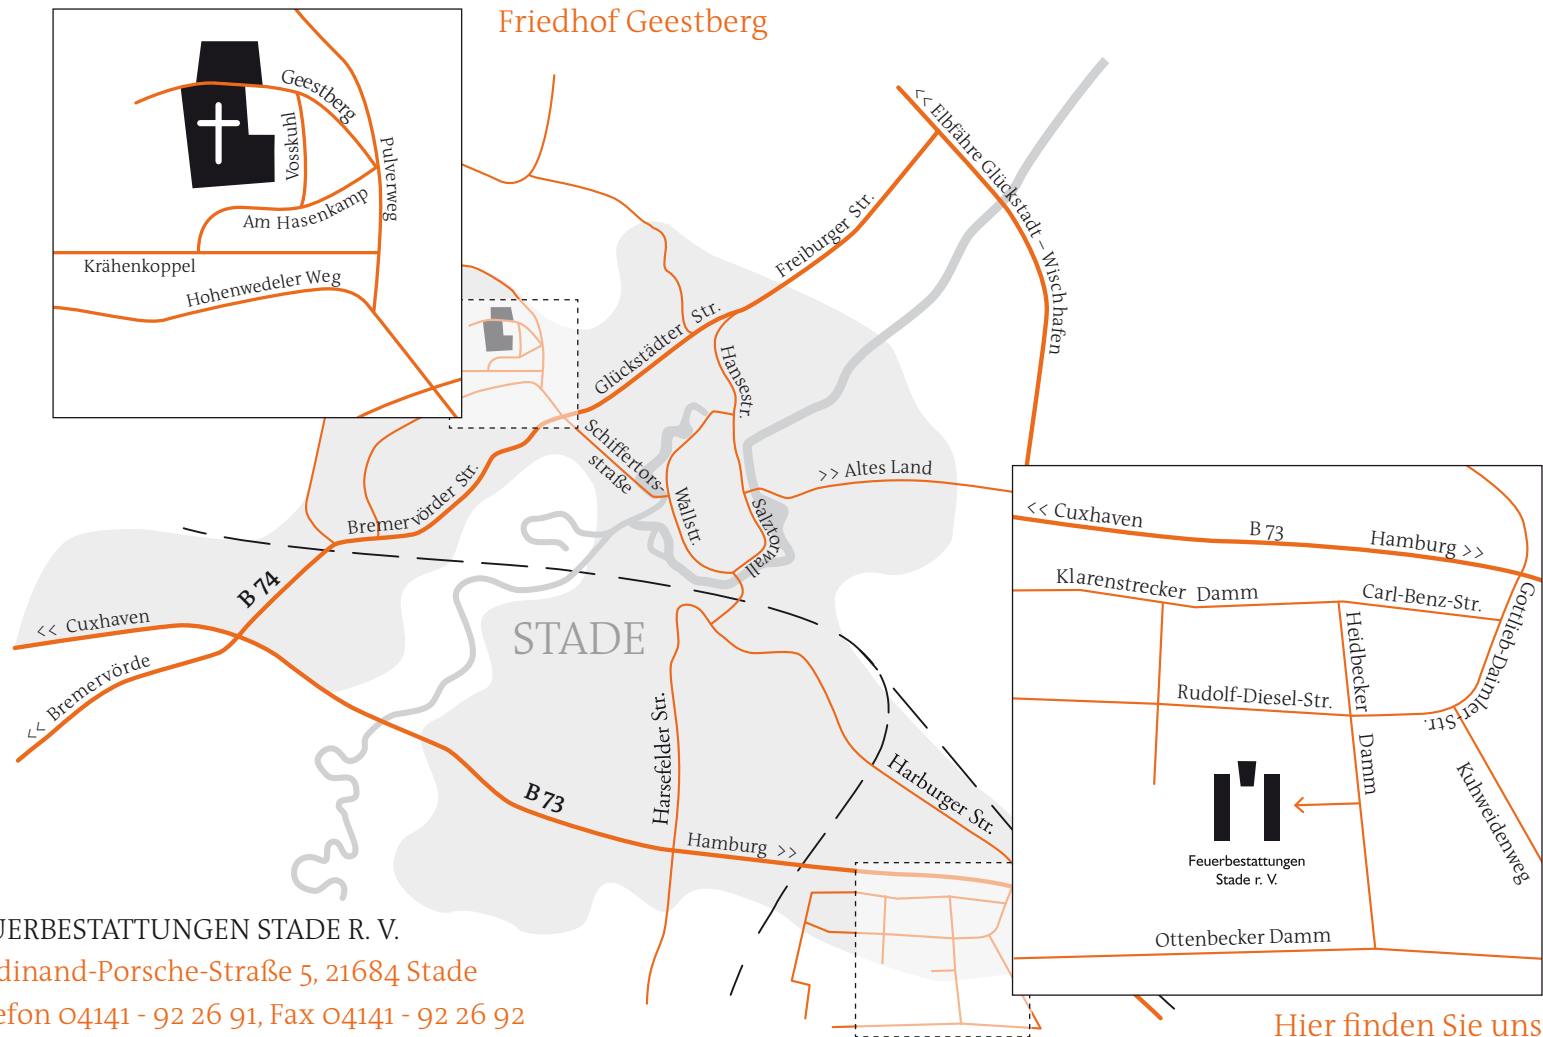 Friedhof Geestberg
Geestberg
Vosskuhl
Pulverweg
Am Hasenkamp
Krähenkoppel
Hohenwedeler Weg
<< Elbfähre Glückstadt – Wischhafen
Freiburger Str.
Glückstädter Str.
Hansestr.
Schiffertors-
straße
>> Altes Land
Bremervörder Str.
Wallstr.
Salztorwall
B 74
<< Cuxhaven
<< Bremervörde
STADE
Harsefelder Str.
Harburger Str.
B 73
Hamburg >>
<< Cuxhaven
B 73
Hamburg >>
Klarenstrecker Damm
Carl-Benz-Str.
Gottlieb-Daimler-Str.
Heidbecker Damm
Rudolf-Diesel-Str.
Kuhweidenweg
Feuerbestattungen
Stade r. V.
Ottenbecker Damm
UERBESTATTUNGEN STADE R. V.
dinand-Porsche-Straße 5, 21684 Stade
efon 04141 - 92 26 91, Fax 04141 - 92 26 92
Hier finden Sie uns